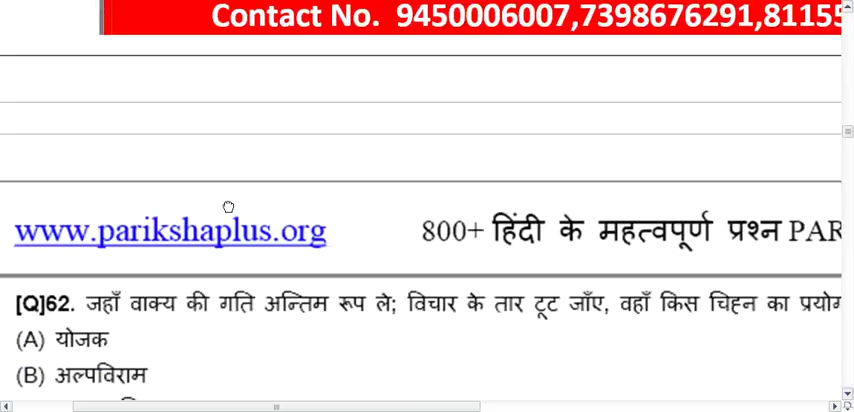 Contact No. 9450006007,7398676291,81155
www.parikshaplus.org 800+ हिंदी के महत्वपूर्ण प्रश्न PAR
[Q]62. जहाँ वाक्य की गति अन्तिम रूप ले; विचार के तार टूट जाँए, वहाँ किस चिह्न का प्रयोग
(A) योजक
(B) अल्पविराम